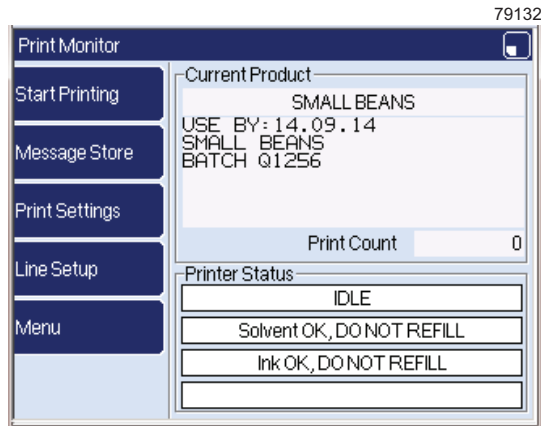 79132
Print Monitor
Start Printing
Message Store
Print Settings
Line Setup
Menu
Current Product
SMALL BEANS
USE BY:14.09.14
SMALL BEANS
BATCH Q1256
Print Count 0
Printer Status
IDLE
Solvent OK, DO NOT REFILL
Ink OK, DO NOT REFILL